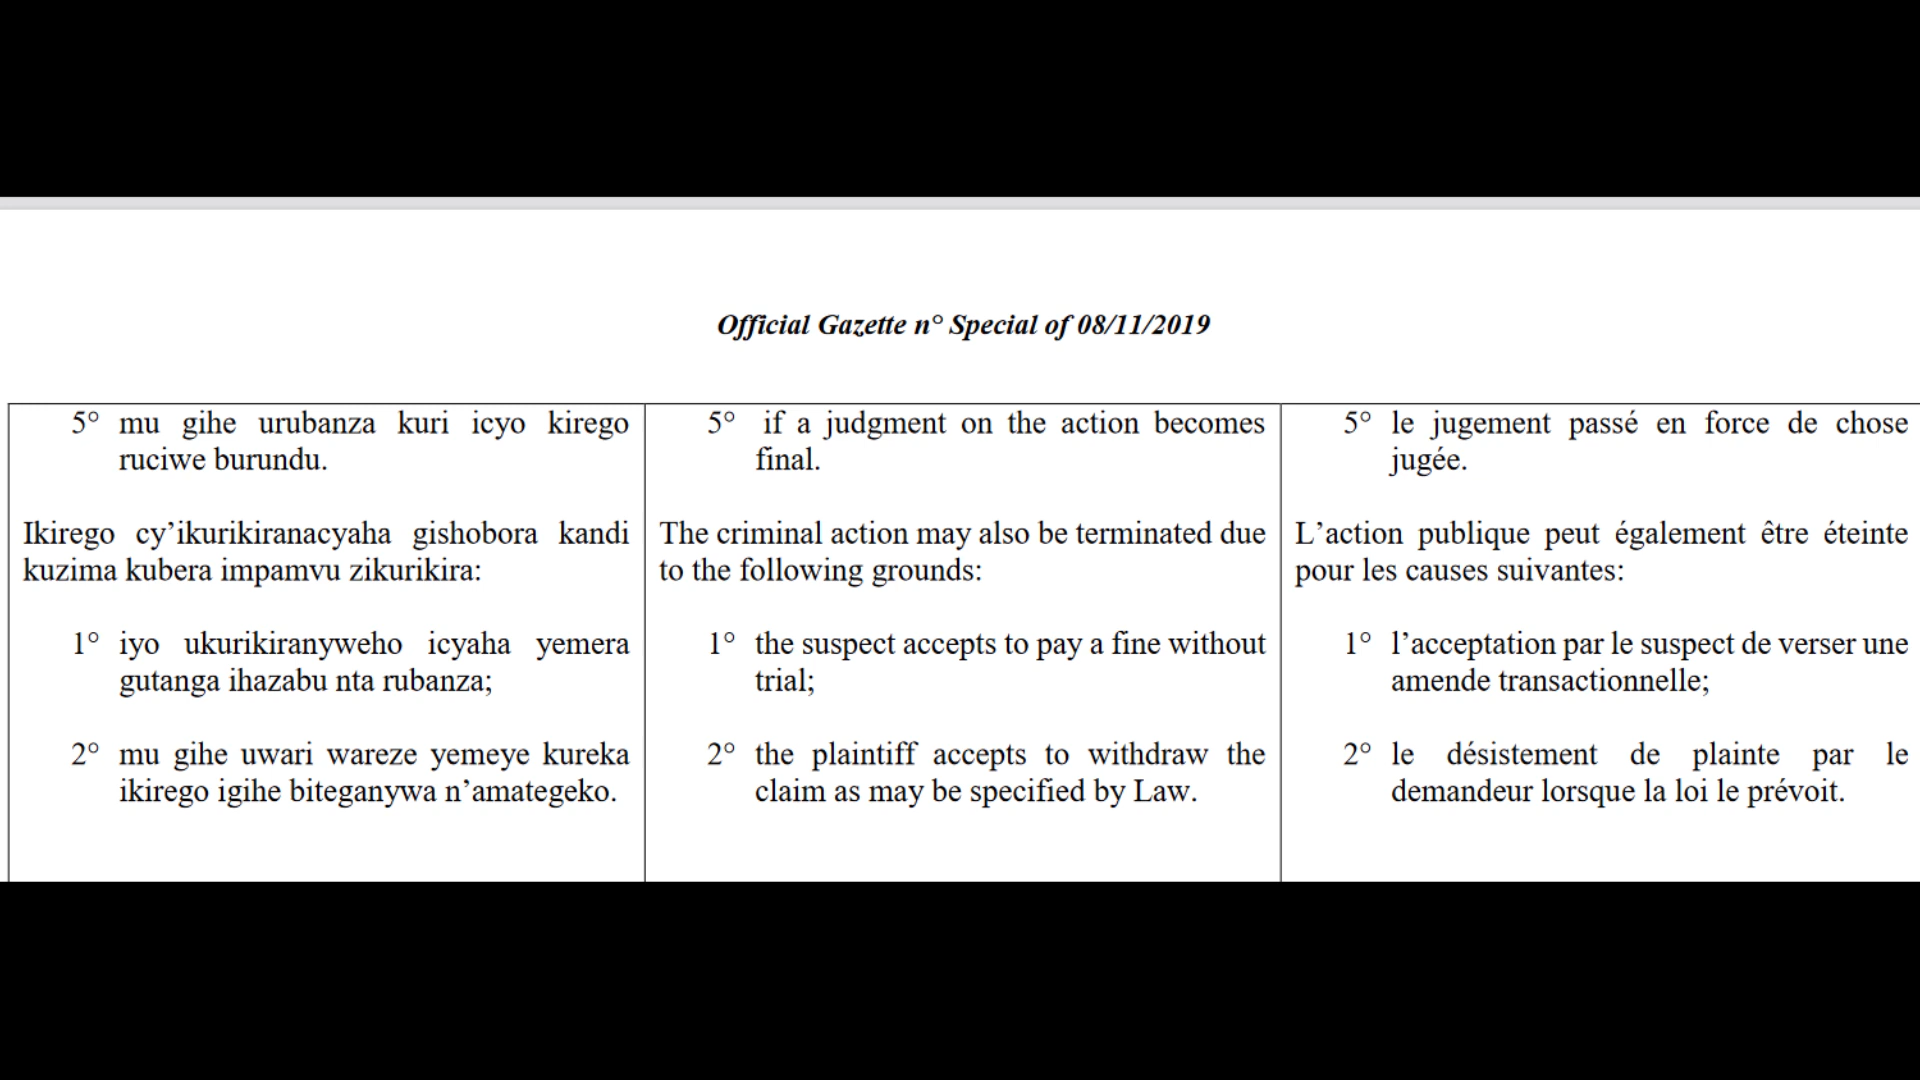 Official Gazette n° Special of 08/11/2019
5° mu gihe urubanza kuri icyo kirego
ruciwe burundu.
Ikirego cy’ikurikiranacyaha gishobora kandi
kuzima kubera impamvu zikurikira:
1° iyo ukurikiranyweho icyaha yemera
gutanga ihazabu nta rubanza;
2° mu gihe uwari wareze yemeye kureka
ikirego igihe biteganywa n’amategeko.
5° if a judgment on the action becomes
final.
The criminal action may also be terminated due
to the following grounds:
1° the suspect accepts to pay a fine without
trial;
2° the plaintiff accepts to withdraw the
claim as may be specified by Law.
5° le jugement passé en force de chose
jugée.
L’action publique peut également être éteinte
pour les causes suivantes:
1° l’acceptation par le suspect de verser une
amende transactionnelle;
2° le désistement de plainte par le
demandeur lorsque la loi le prévoit.